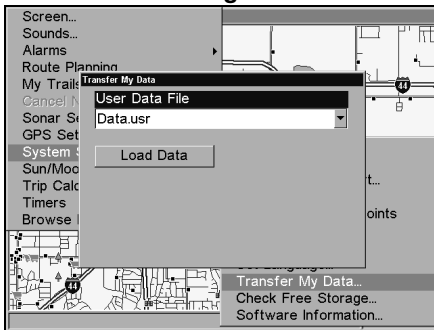 Screen...
Sounds...
Alarms
Route Planning
My Trails
Cancel N
Sonar Se
GPS Set
System S
Sun/Moo
Trip Calc
Timers
Browse
Transfer My Data
User Data File
Data.usr
Load Data
44
t...
oints
Transfer My Data...
Check Free Storage...
Software Information...
44